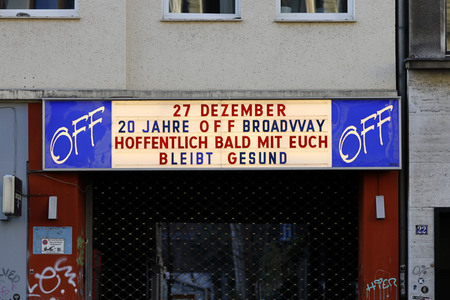 27 DEZEMBER
OFF
20 JAHRE OFF BROADVVAY
OFF
HOFFENTLICH BALD MIT EUCH
BLEIBT GESUND
22